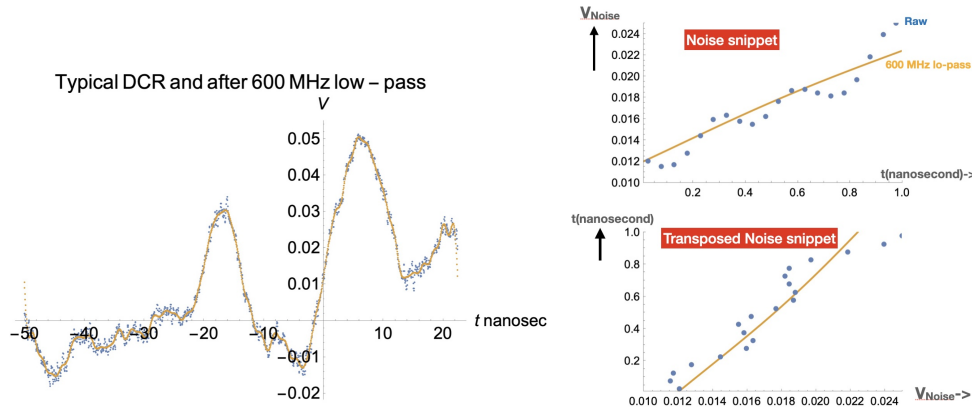 Typical DCR and after 600 MHz low – pass
V
0.05
0.04
0.03
0.02
0.01
−50 −40 −30 −20 −10 10 20 t nanosec
−0.01
−0.02
VNoise
Noise snippet
Raw
600 MHz lo-pass
0.024
0.022
0.020
0.018
0.016
0.014
0.012
0.010
0.2 0.4 0.6 0.8 1.0
t(nanosecond)->
t(nanosecond)
Transposed Noise snippet
1.0
0.8
0.6
0.4
0.2
0.010 0.012 0.014 0.016 0.018 0.020 0.022 0.024
VNoise->